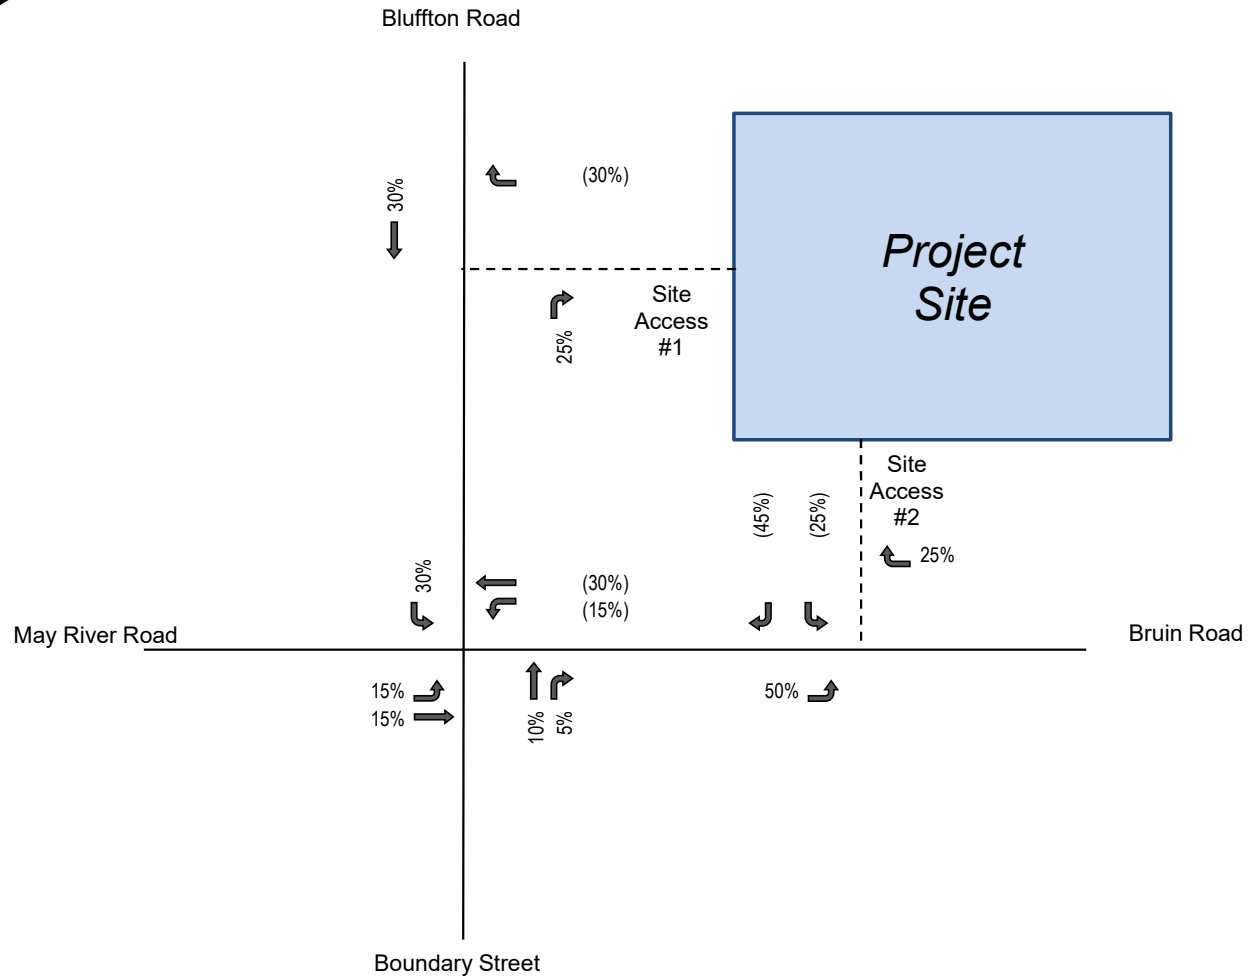 Bluffton Road
30%
(30%)
Project
Site
25%
Site
Access
#1
(45%)
(25%)
Site
Access
#2
25%
30%
(30%)
(15%)
May River Road
Bruin Road
15%
15%
10%
5%
50%
Boundary Street